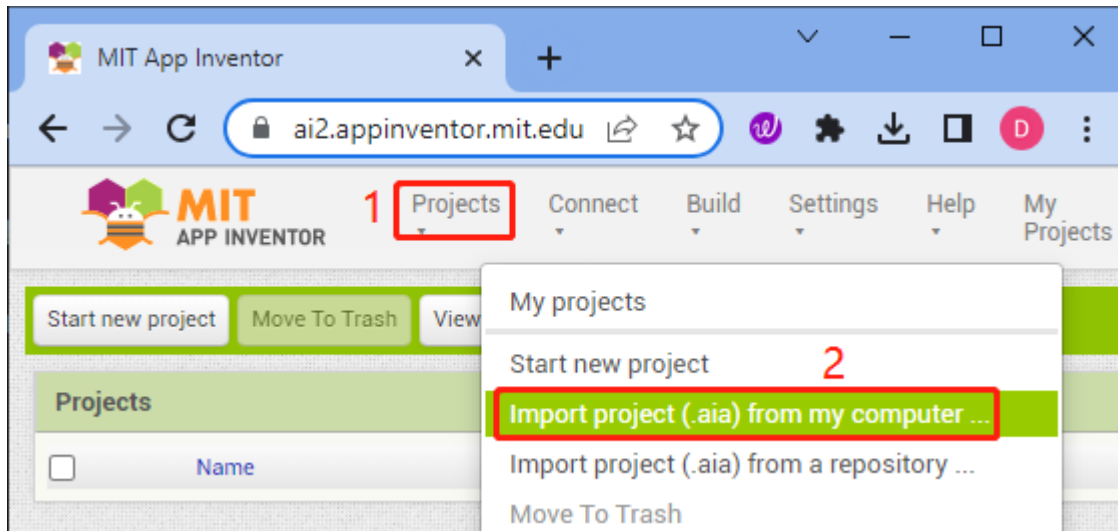 MIT App Inventor
ai2.appinventor.mit.edu
D
MIT
APP INVENTOR
1
Projects
Connect
Build
Settings
Help
My
Projects
Start new project
Move To Trash
View
My projects
Start new project
2
Projects
Import project (.aia) from my computer ...
Name
Import project (.aia) from a repository ...
Move To Trash